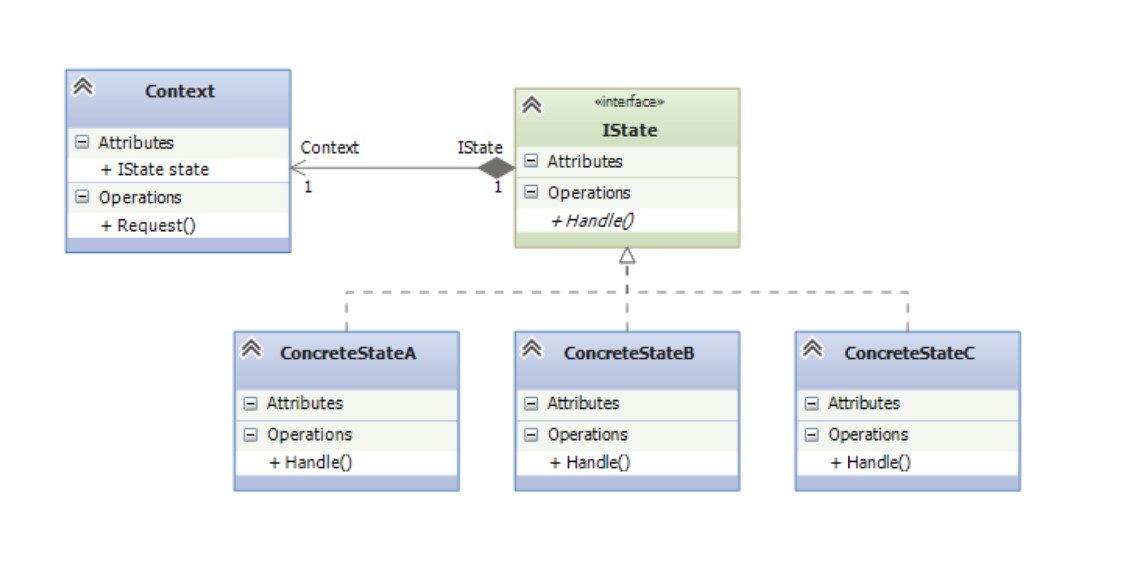 Context
Attributes
+ IState state
Operations
+ Request()
Context
1
IState
1
«interface»
IState
Attributes
Operations
+ Handle()
ConcreteStateA
Attributes
Operations
+ Handle()
ConcreteStateB
Attributes
Operations
+ Handle()
ConcreteStateC
Attributes
Operations
+ Handle()